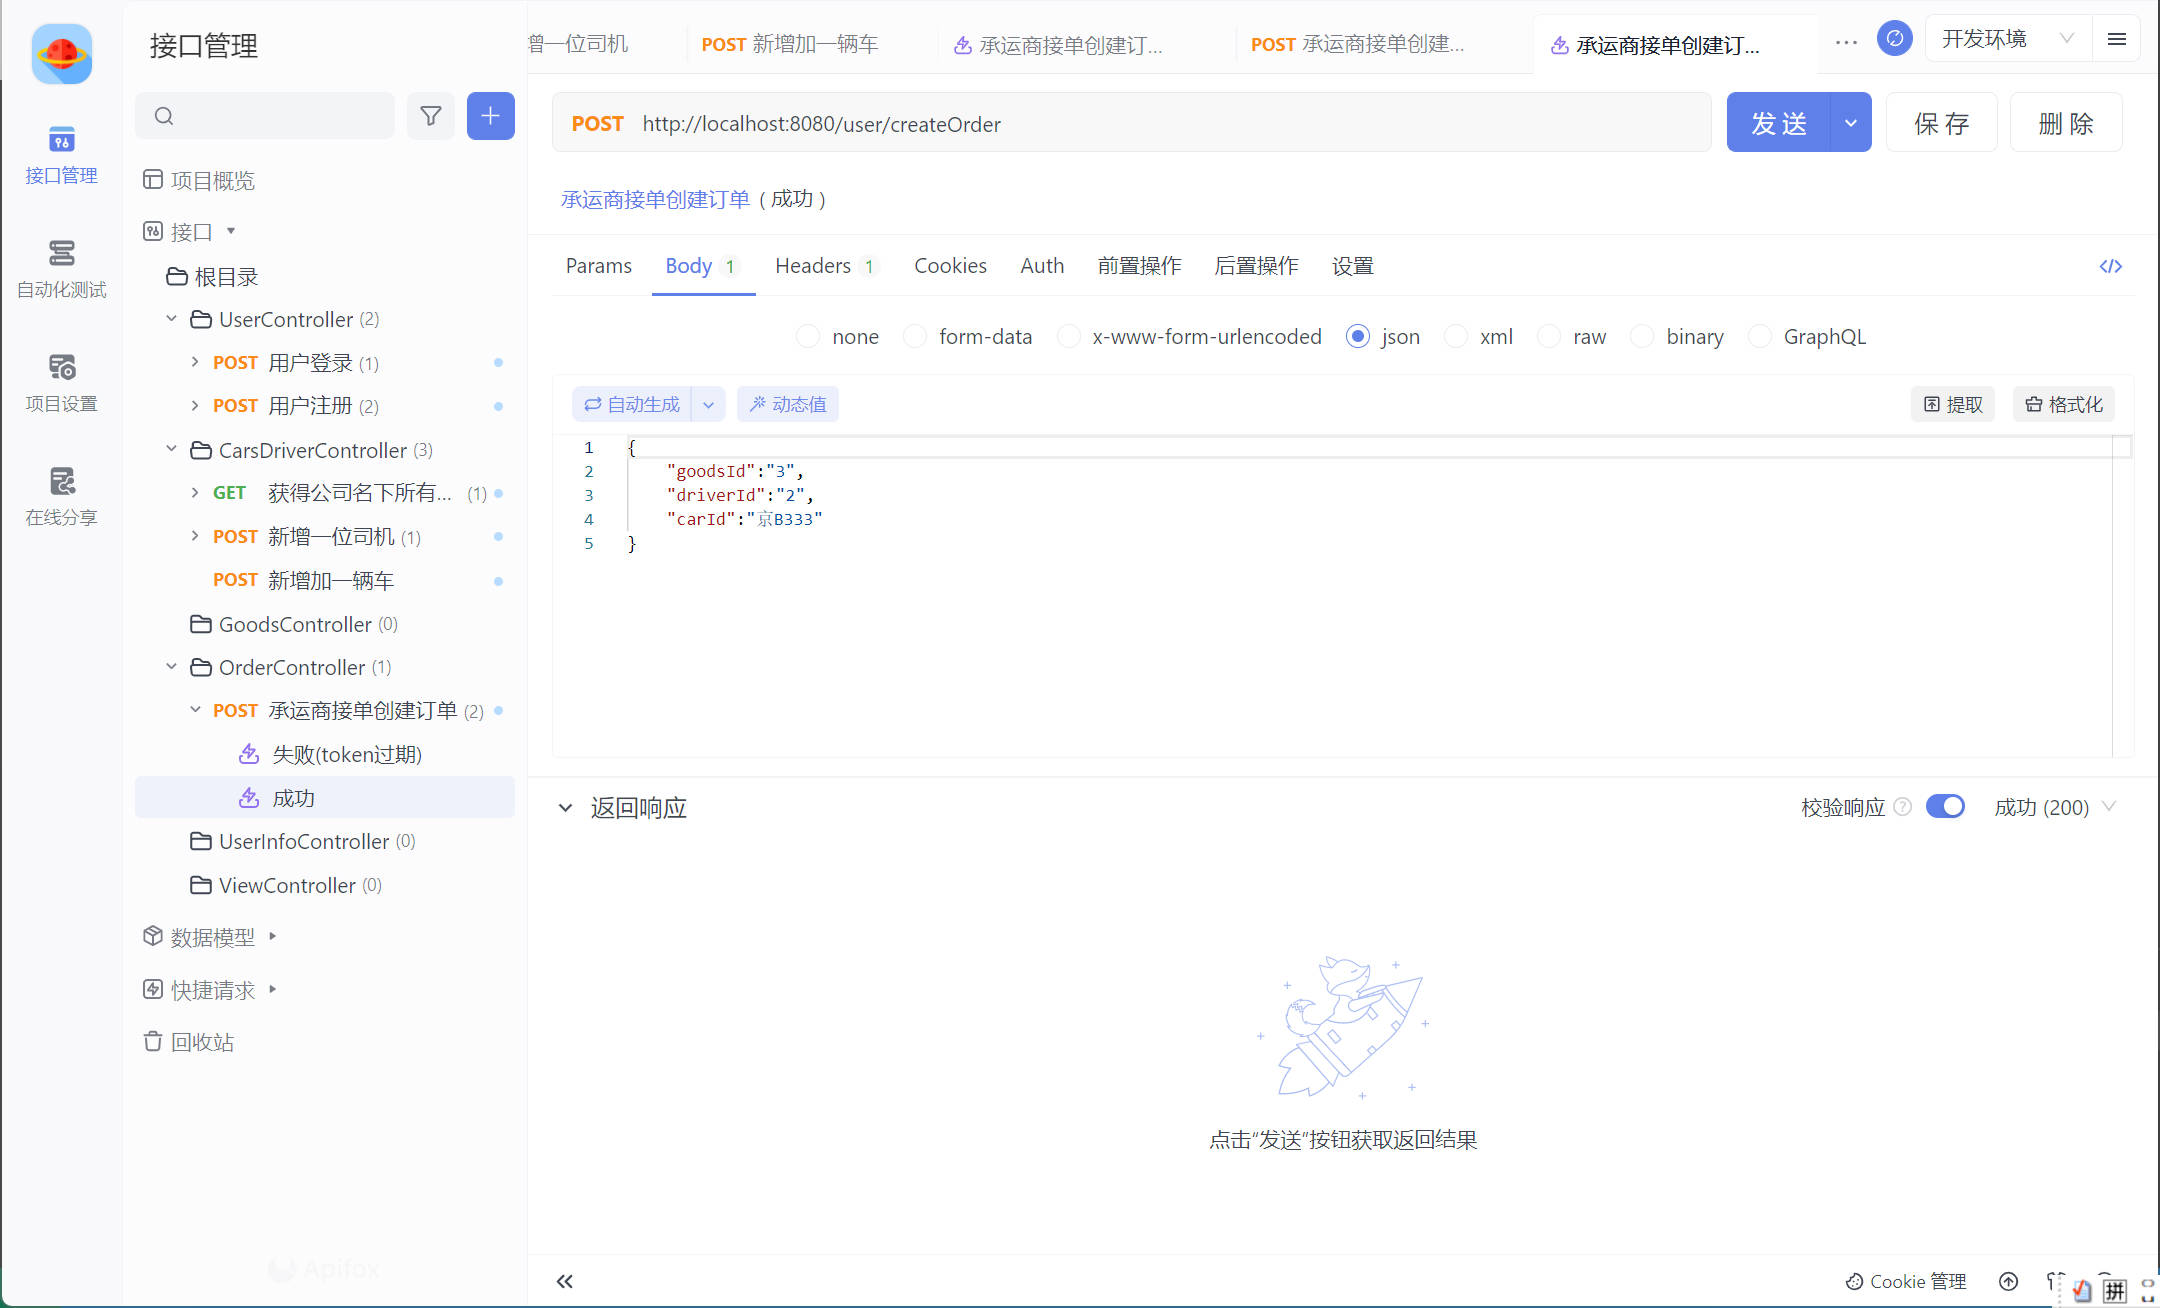 接口管理
自动化测试
项目设置
在线分享
接口管理
项目概览
接口
根目录
UserController (2)
POST 用户登录 (1)
POST 用户注册 (2)
CarsDriverController (3)
GET 获得公司名下所有... (1)
POST 新增一位司机 (1)
POST 新增加一辆车
GoodsController (0)
OrderController (1)
POST 承运商接单创建订单 (2)
失败(token过期)
成功
UserInfoController (0)
ViewController (0)
数据模型
快捷请求
回收站
Apifox
增一位司机
POST 新增加一辆车
承运商接单创建订...
POST 承运商接单创建...
承运商接单创建订...
开发环境
POST http://localhost:8080/user/createOrder
发 送
保 存
删 除
承运商接单创建订单 ( 成功 )
Params Body 1 Headers 1 Cookies Auth 前置操作 后置操作 设置
none form-data x-www-form-urlencoded json xml raw binary GraphQL
自动生成 动态值 提取 格式化
1 {
2 "goodsId":"3",
3 "driverId":"2",
4 "carId":"京B333"
5 }
返回响应 校验响应 成功 (200)
点击“发送”按钮获取返回结果
Cookie 管理
拼